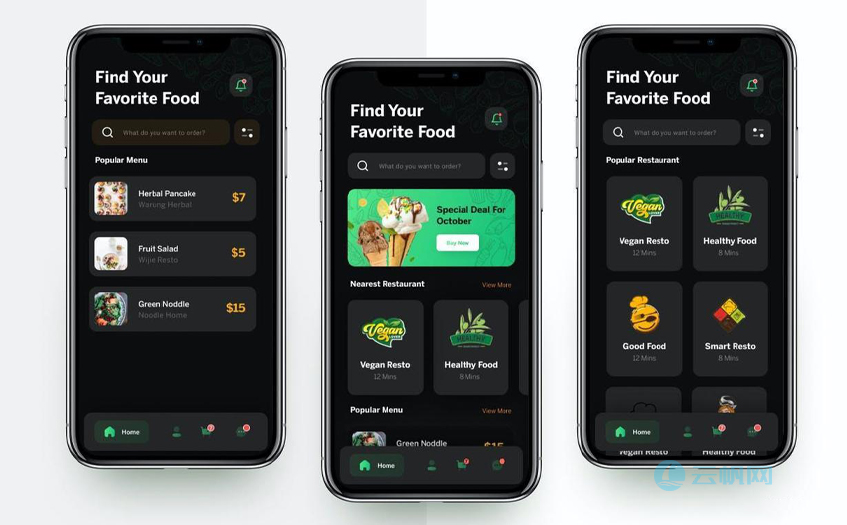 Find Your
Favorite Food
What do you want to order?
Popular Menu
Herbal Pancake
Warung Herbal
$7
Fruit Salad
Wijie Resto
$5
Green Noddle
Noodle Home
$15
Home
Find Your
Favorite Food
What do you want to order?
Special Deal For
October
Buy Now
Nearest Restaurant
View More
Vegan
Vegan Resto
12 Mins
HEALTHY
Healthy Food
8 Mins
Popular Menu
View More
Green Noddle
$15
Home
Find Your
Favorite Food
What do you want to order?
Popular Restaurant
Vegan
Vegan Resto
12 Mins
HEALTHY
Healthy Food
8 Mins
Good Food
12 Mins
Smart Resto
8 Mins
Home
Vegan Resto
Healthy Food
云帆网